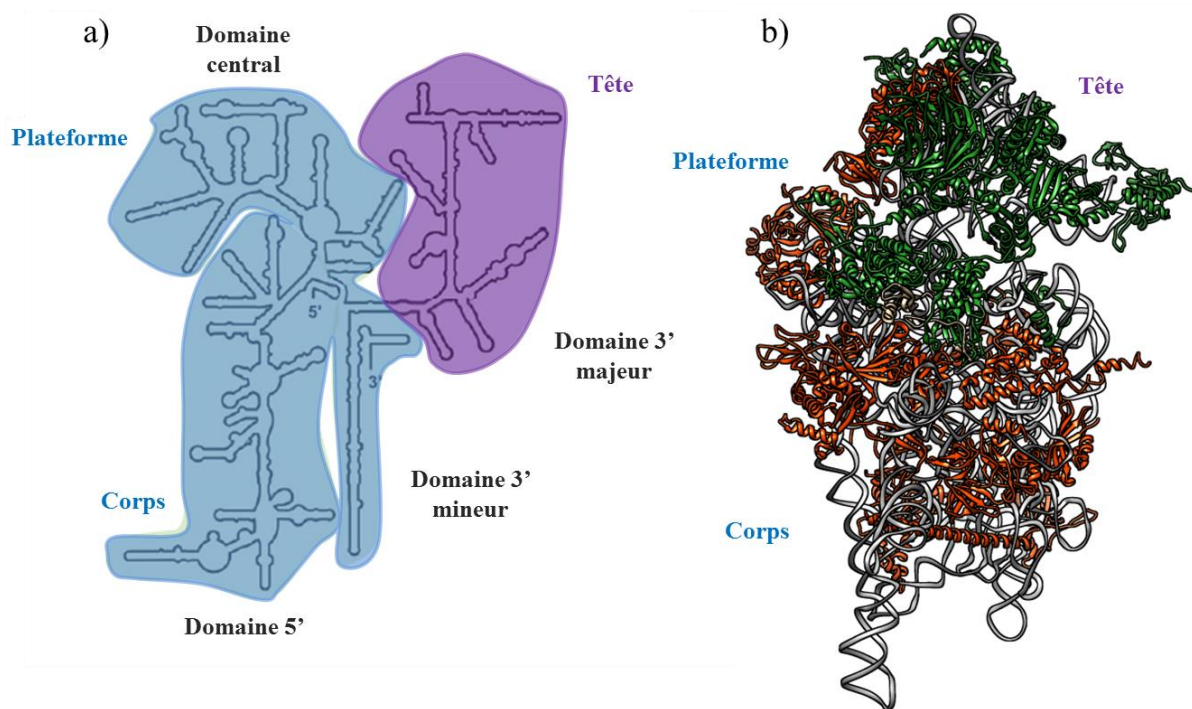 a)
Domaine
central
Plateforme
Tête
5'
3'
Domaine 3’
majeur
Domaine 3’
mineur
Corps
Domaine 5’
b)
Tête
Plateforme
Corps